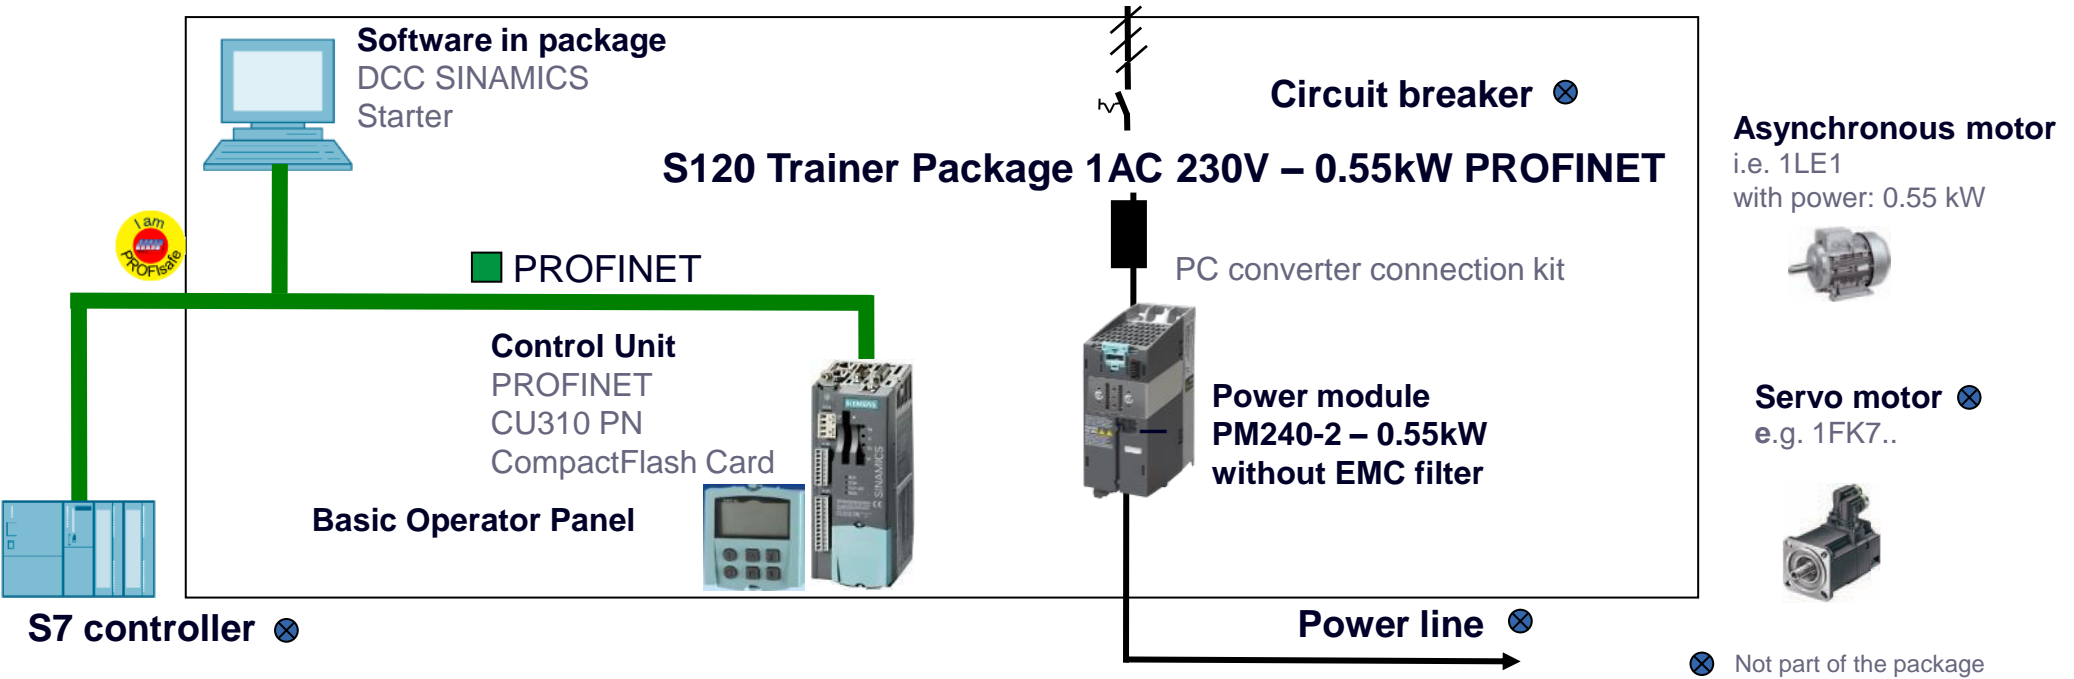 Software in package
DCC SINAMICS
Starter
Circuit breaker
S120 Trainer Package 1AC 230V – 0.55kW PROFINET
Asynchronous motor
i.e. 1LE1
with power: 0.55 kW
I am
PROFIsafe
PROFINET
PC converter connection kit
Control Unit
PROFINET
CU310 PN
CompactFlash Card
SIEMENS
SINAMICS
Basic Operator Panel
Power module
PM240-2 – 0.55kW
without EMC filter
Servo motor
e.g. 1FK7..
S7 controller
Power line
Not part of the package